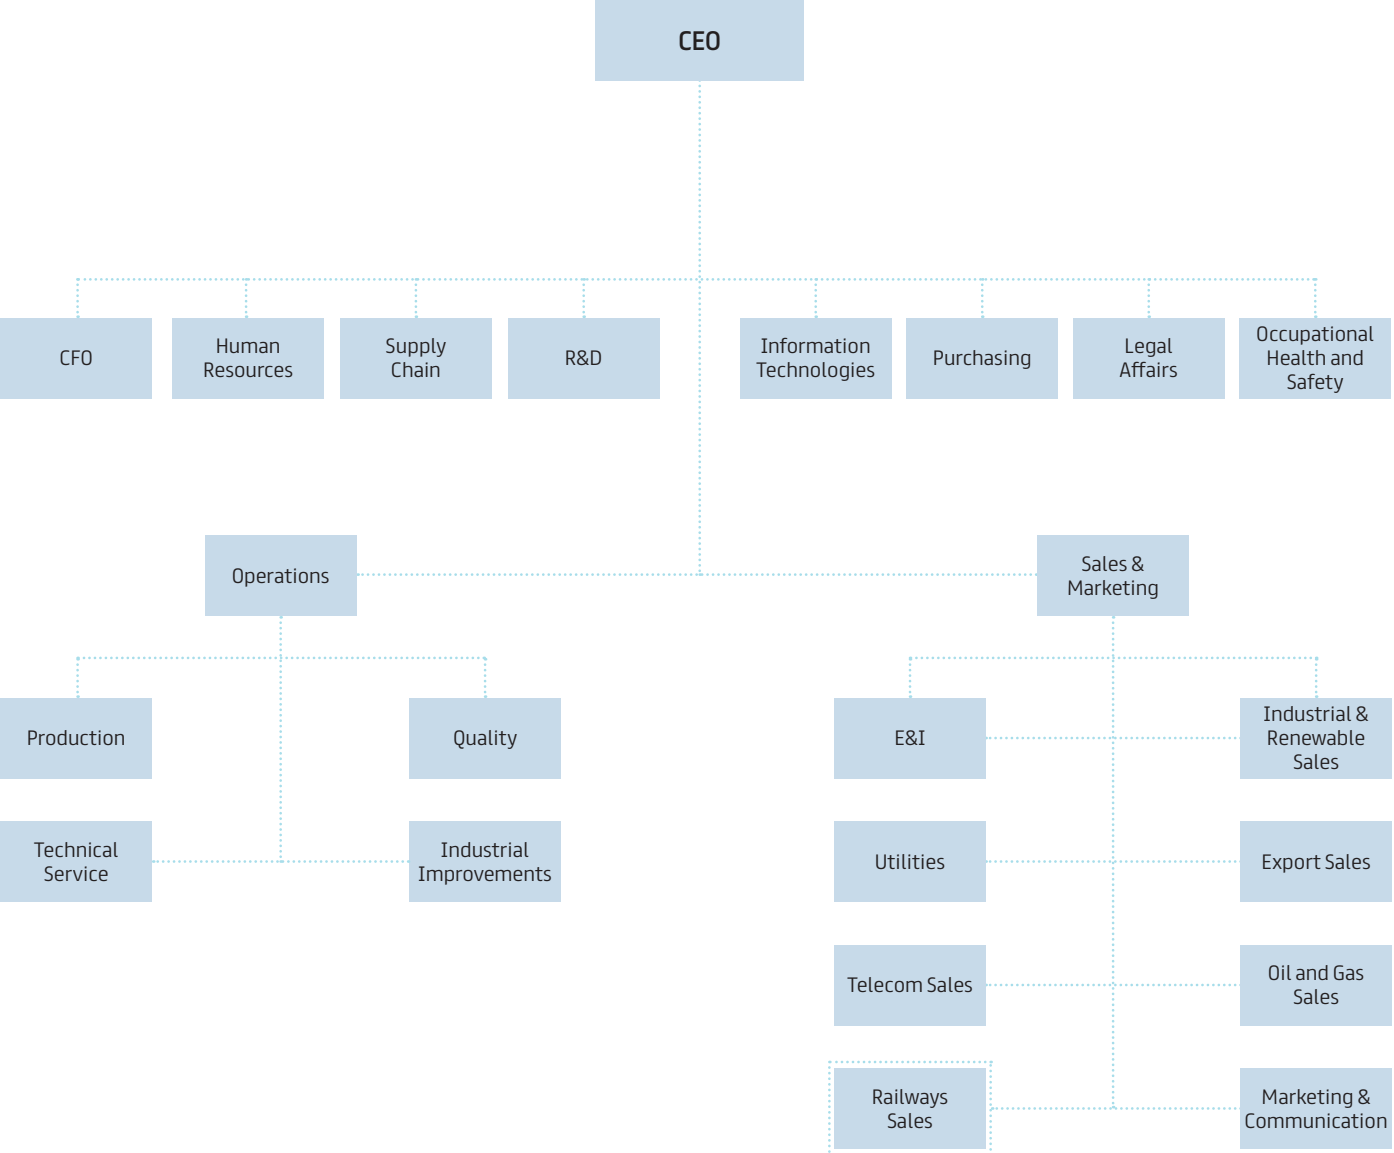 CEO
CFO
Human
Resources
Supply
Chain
R&D
Information
Technologies
Purchasing
Legal
Affairs
Occupational
Health and
Safety
Operations
Sales &
Marketing
Production
Quality
E&I
Industrial &
Renewable
Sales
Technical
Service
Industrial
Improvements
Utilities
Export Sales
Telecom Sales
Oil and Gas
Sales
Railways
Sales
Marketing &
Communication